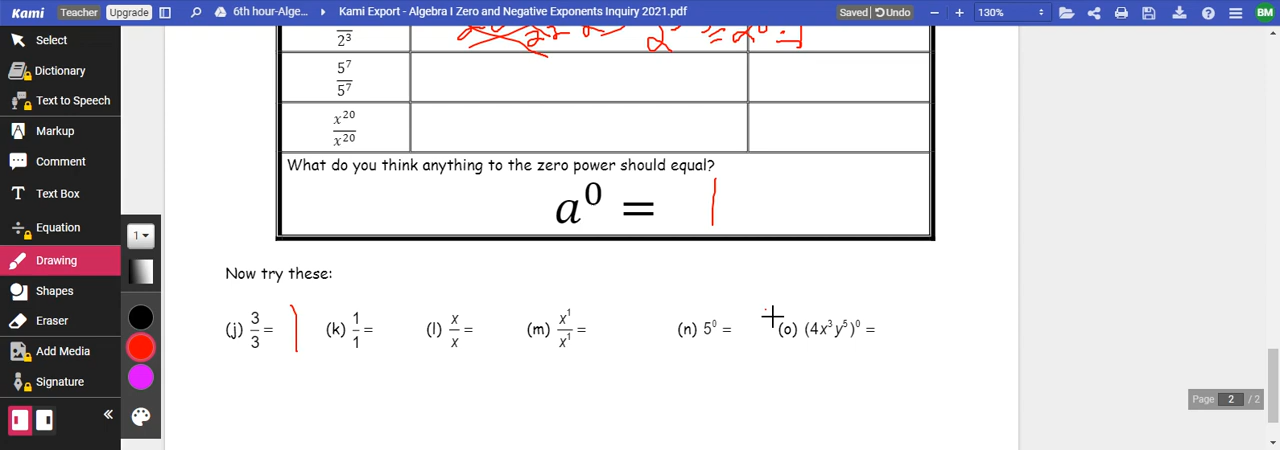 Kami Teacher Upgrade 6th hour-Alge... Kami Export - Algebra I Zero and Negative Exponents Inquiry 2021.pdf Saved Undo 130% BM
Select
Dictionary
Text to Speech
Markup
Comment
Text Box
Equation
Drawing
Shapes
Eraser
Add Media
Signature
1
2³
5⁷
5⁷
x²⁰
x²⁰
What do you think anything to the zero power should equal?
a⁰ = 1
Now try these:
(j) 3/3 = 1 (k) 1/1 = (l) x/x = (m) x¹/x¹ = (n) 5⁰ = (o) (4x³y⁵)⁰ =
Page 2 / 2